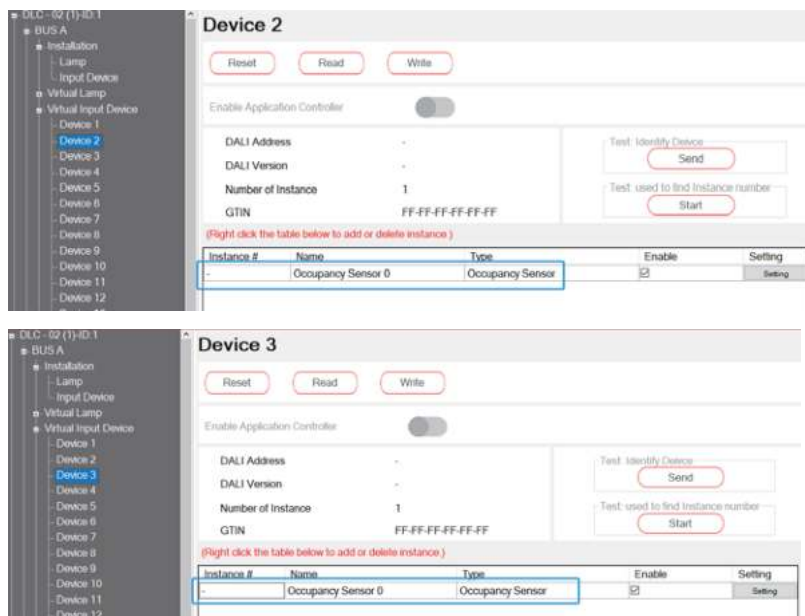 DLC - 02 (1)-ID:1
BUS A
Installation
Lamp
Input Device
Virtual Lamp
Virtual Input Device
Device 1
Device 2
Device 3
Device 4
Device 5
Device 6
Device 7
Device 8
Device 9
Device 10
Device 11
Device 12
Device 2
Reset Read Write
Enable Application Controller
DALI Address -
DALI Version -
Number of Instance 1
GTIN FF-FF-FF-FF-FF-FF
Test: Identify Deivce
Send
Test: used to find Instance number
Start
(Right click the table below to add or delete instance.)
Instance # Name Type Enable Setting
- Occupancy Sensor 0 Occupancy Sensor Setting
DLC - 02 (1)-ID:1
BUS A
Installation
Lamp
Input Device
Virtual Lamp
Virtual Input Device
Device 1
Device 2
Device 3
Device 4
Device 5
Device 6
Device 7
Device 8
Device 9
Device 10
Device 11
Device 12
Device 3
Reset Read Write
Enable Application Controller
DALI Address -
DALI Version -
Number of Instance 1
GTIN FF-FF-FF-FF-FF-FF
Test: Identify Deivce
Send
Test: used to find Instance number
Start
(Right click the table below to add or delete instance.)
Instance # Name Type Enable Setting
- Occupancy Sensor 0 Occupancy Sensor Setting